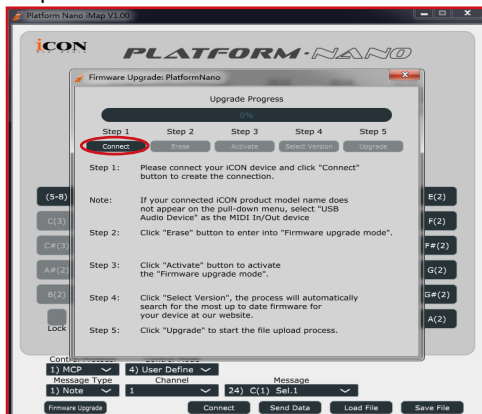 Platform Nano iMap V1.00
iCON
PLATFORM·NANO
Firmware Upgrade: PlatformNano
Upgrade Progress
0%
Step 1 Step 2 Step 3 Step 4 Step 5
Connect Erase Activate Select Version Upgrade
Step 1: Please connect your iCON device and click "Connect"
button to create the connection.
Note: If your connected iCON product model name does
not appear on the pull-down menu, select "USB
Audio Device" as the MIDI In/Out device
Step 2: Click "Erase" button to enter into "Firmware upgrade mode".
Step 3: Click "Activate" button to activate
the "Firmware upgrade mode".
Step 4: Click "Select Version", the process will automatically
search for the most up to date firmware for
your device at our website.
Step 5: Click "Upgrade" to start the file upload process.
(5-8) E(2)
C(3) F(2)
C#(3) F#(2)
A#(2) G(2)
B(2) G#(2)
A(2)
Lock
1) MCP 4) User Define
Message Type Channel Message
1) Note 1 24) C(1) Sel.1
Firmware Upgrade Connect Send Data Load File Save File